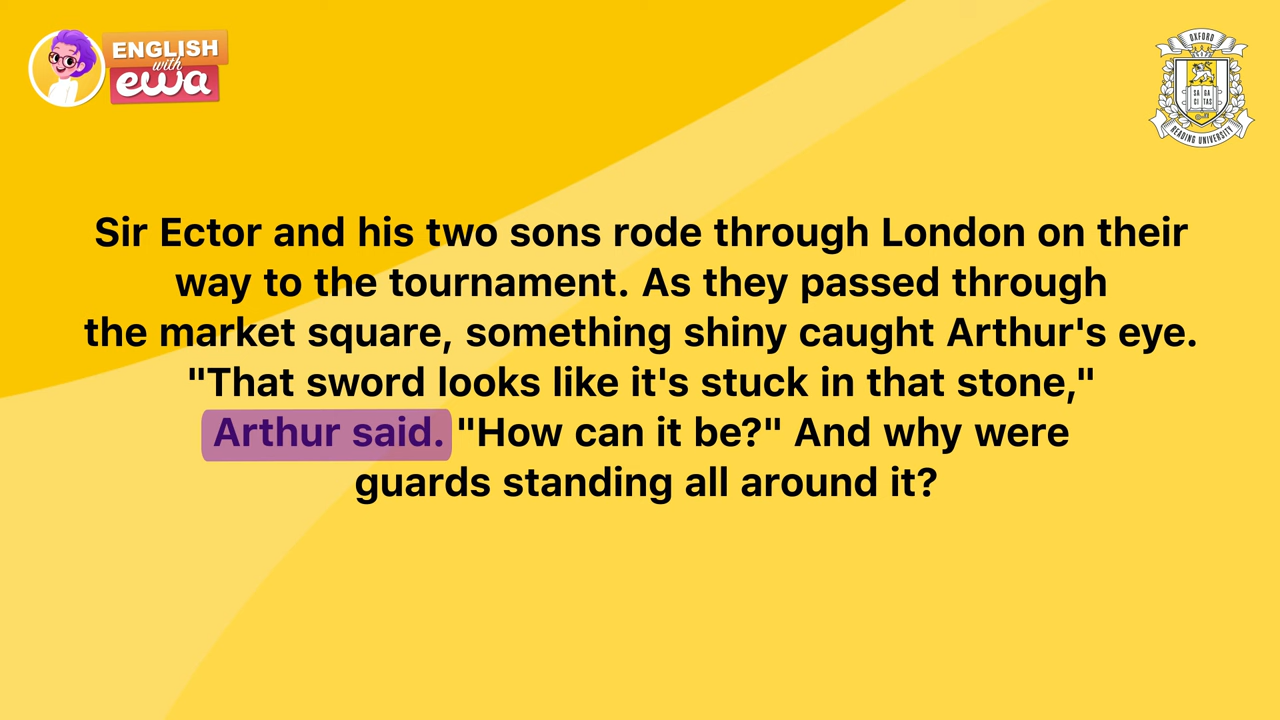 ENGLISH
with
ewa
OXFORD
SA GA
CI TAS
READING UNIVERSITY
Sir Ector and his two sons rode through London on their
way to the tournament. As they passed through
the market square, something shiny caught Arthur's eye.
"That sword looks like it's stuck in that stone,"
Arthur said. "How can it be?" And why were
guards standing all around it?